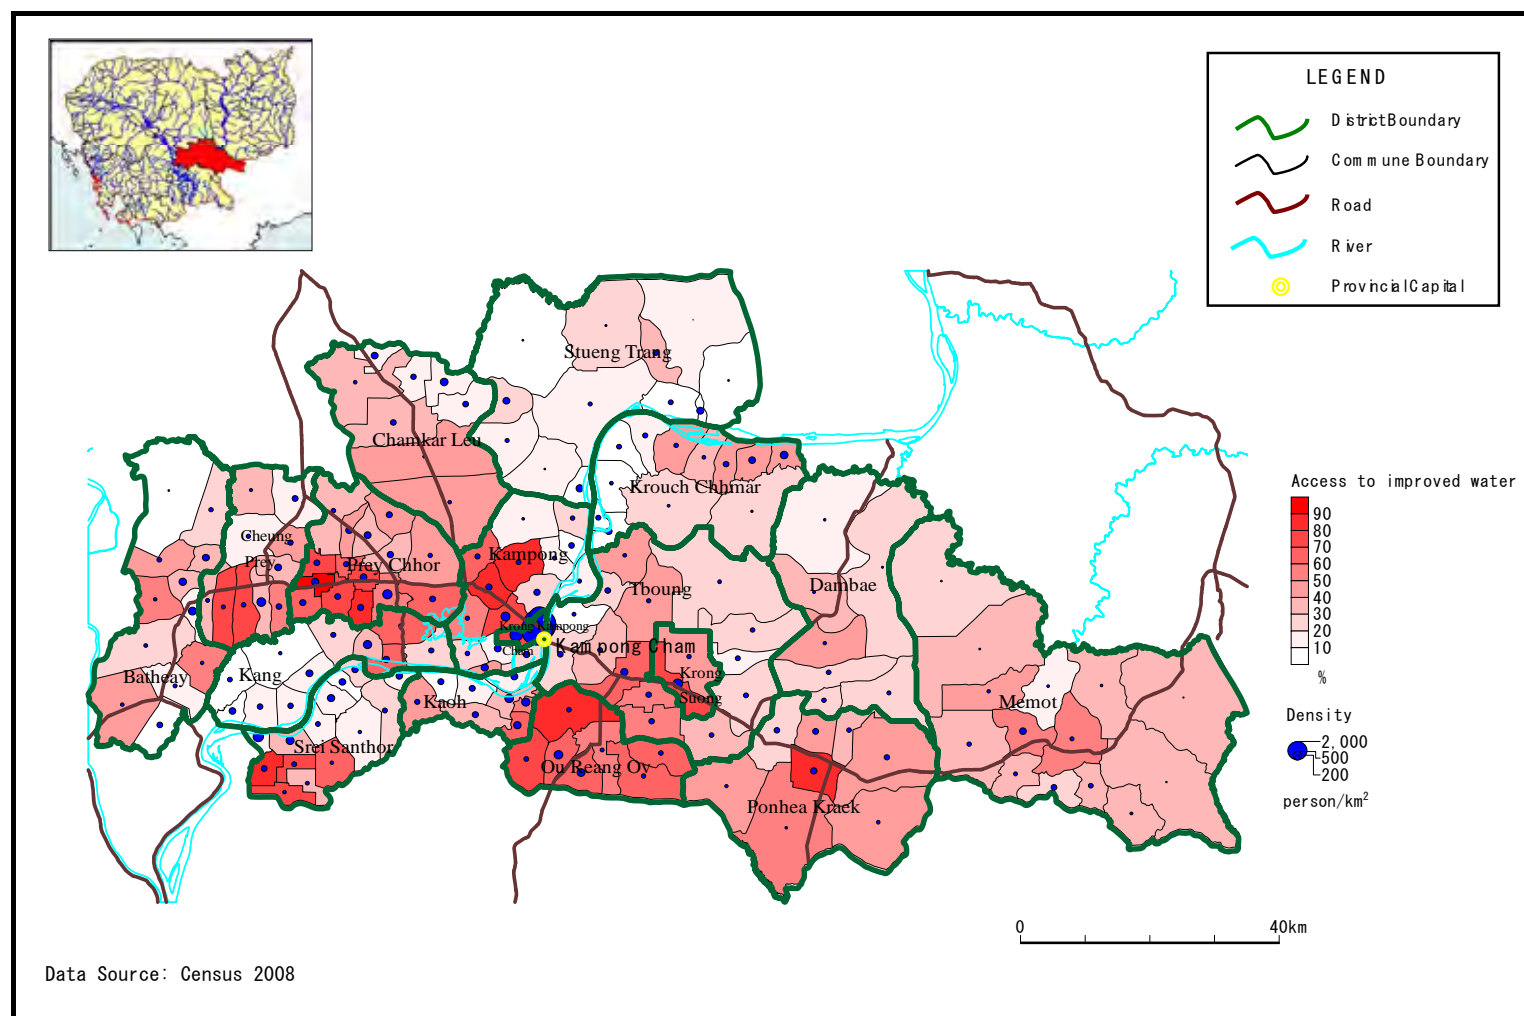 LEGEND
District Boundary
Commune Boundary
Road
River
Provincial Capital
Stueng Trang
Chamkar Leu
Krouch Chhmar
Access to improved water
90
80
70
60
50
40
30
20
10
%
Cheung
Prey
Prey Chhor
Kampong
Tboung
Dambae
Krong Kampong
Cham
Kampong Cham
Batheay
Kang
Kaoh
Krong
Suong
Memot
Srei Santhor
Ou Reang Ov
Ponhea Kraek
Density
2,000
500
200
person/km²
0 40km
Data Source: Census 2008